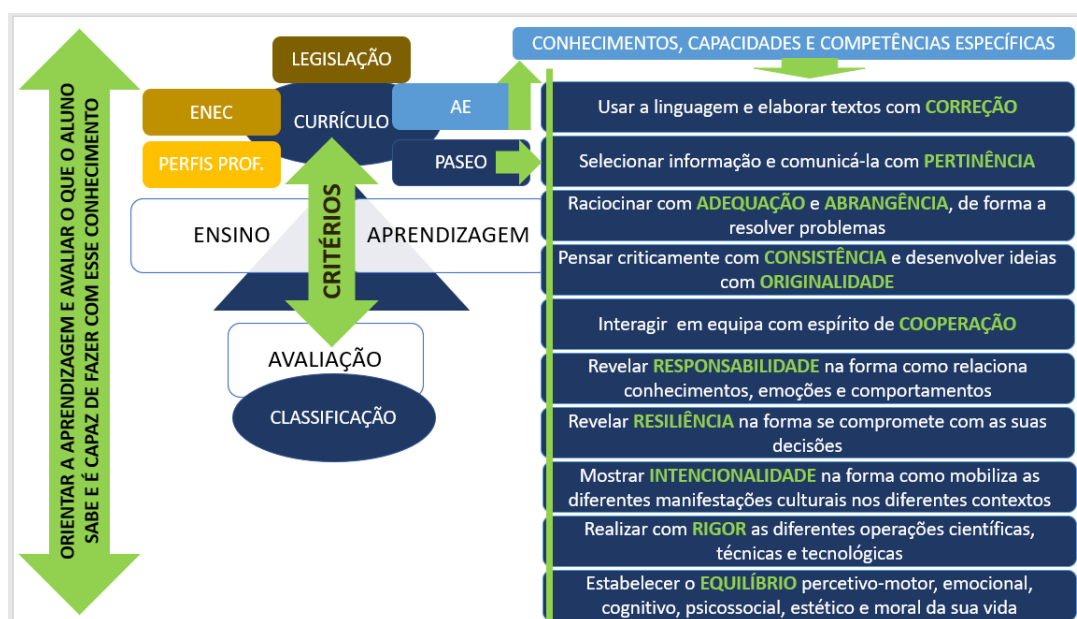 ORIENTAR A APRENDIZAGEM E AVALIAR O QUE O ALUNO
SABE E É CAPAZ DE FAZER COM ESSE CONHECIMENTO
LEGISLAÇÃO
ENEC
CURRÍCULO
AE
PERFIS PROF.
PASEO
ENSINO
CRITÉRIOS
APRENDIZAGEM
AVALIAÇÃO
CLASSIFICAÇÃO
CONHECIMENTOS, CAPACIDADES E COMPETÊNCIAS ESPECÍFICAS
Usar a linguagem e elaborar textos com CORREÇÃO
Selecionar informação e comunicá-la com PERTINÊNCIA
Raciocinar com ADEQUAÇÃO e ABRANGÊNCIA, de forma a
resolver problemas
Pensar criticamente com CONSISTÊNCIA e desenvolver ideias
com ORIGINALIDADE
Interagir em equipa com espírito de COOPERAÇÃO
Revelar RESPONSABILIDADE na forma como relaciona
conhecimentos, emoções e comportamentos
Revelar RESILIÊNCIA na forma se compromete com as suas
decisões
Mostrar INTENCIONALIDADE na forma como mobiliza as
diferentes manifestações culturais nos diferentes contextos
Realizar com RIGOR as diferentes operações científicas,
técnicas e tecnológicas
Estabelecer o EQUILÍBRIO percetivo-motor, emocional,
cognitivo, psicossocial, estético e moral da sua vida